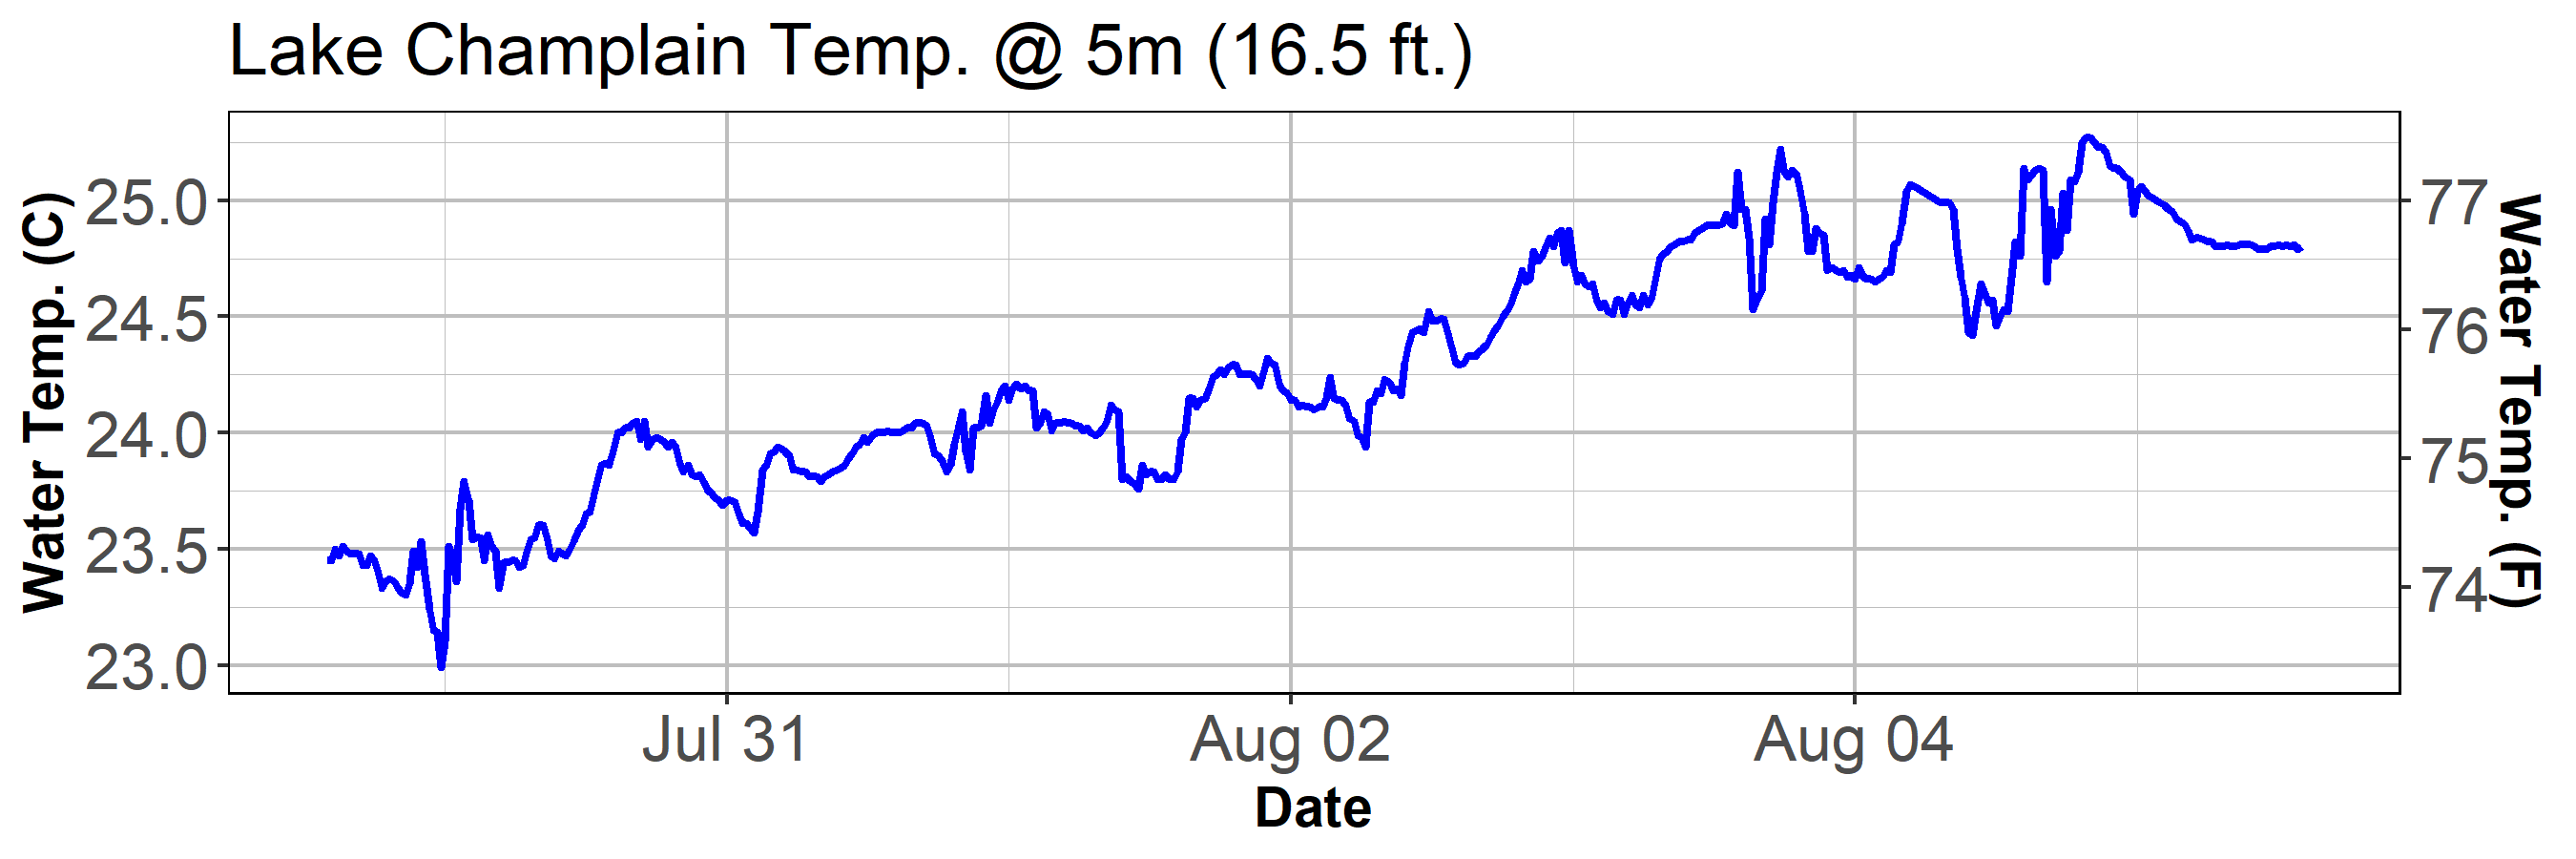 Lake Champlain Temp. @ 5m (16.5 ft.)
Water Temp. (C)
25.0
24.5
24.0
23.5
23.0
77
76
75
74
Water Temp. (F)
Jul 31 Aug 02 Aug 04
Date